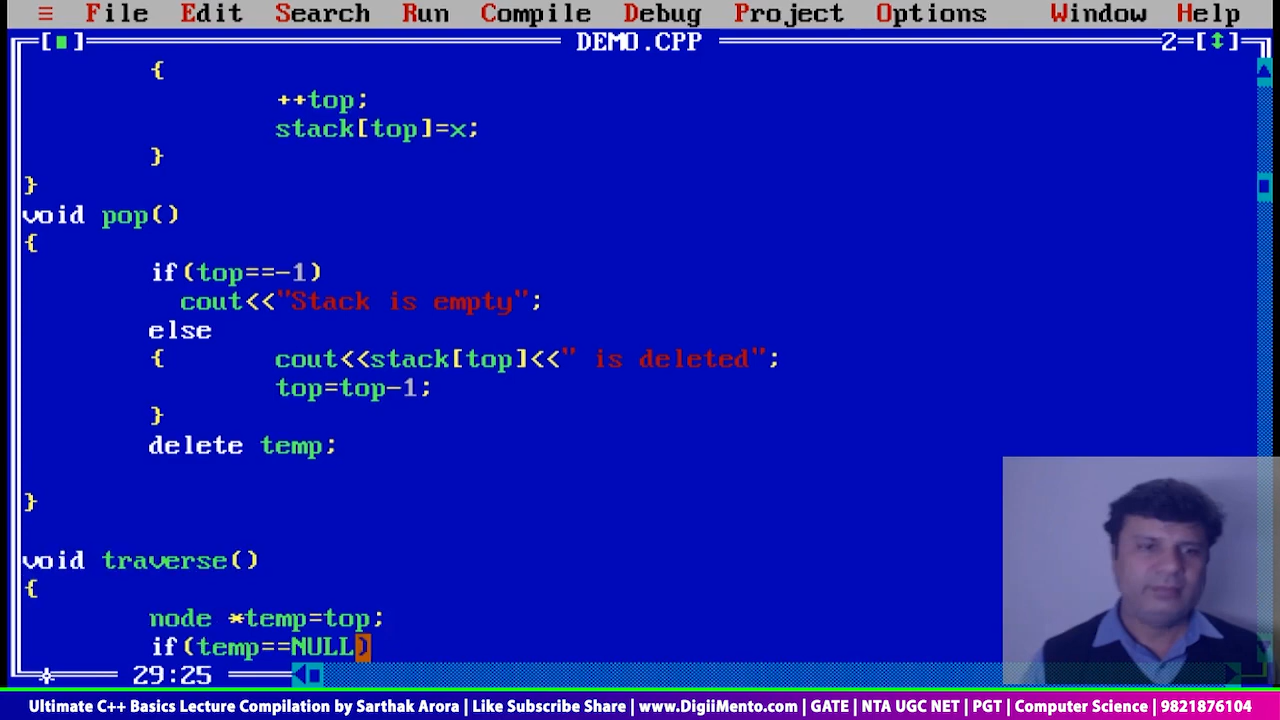 ≡ File Edit Search Run Compile Debug Project Options Window Help
[■] DEMO.CPP 2=[↕]
{
++top;
stack[top]=x;
}
}
void pop()
{
if(top==-1)
cout<<"Stack is empty";
else
{ cout<<stack[top]<<" is deleted";
top=top-1;
}
delete temp;
}
void traverse()
{
node *temp=top;
if(temp==NULL)
29:25
Ultimate C++ Basics Lecture Compilation by Sarthak Arora | Like Subscribe Share | www.DigiiMento.com | GATE | NTA UGC NET | PGT | Computer Science | 9821876104